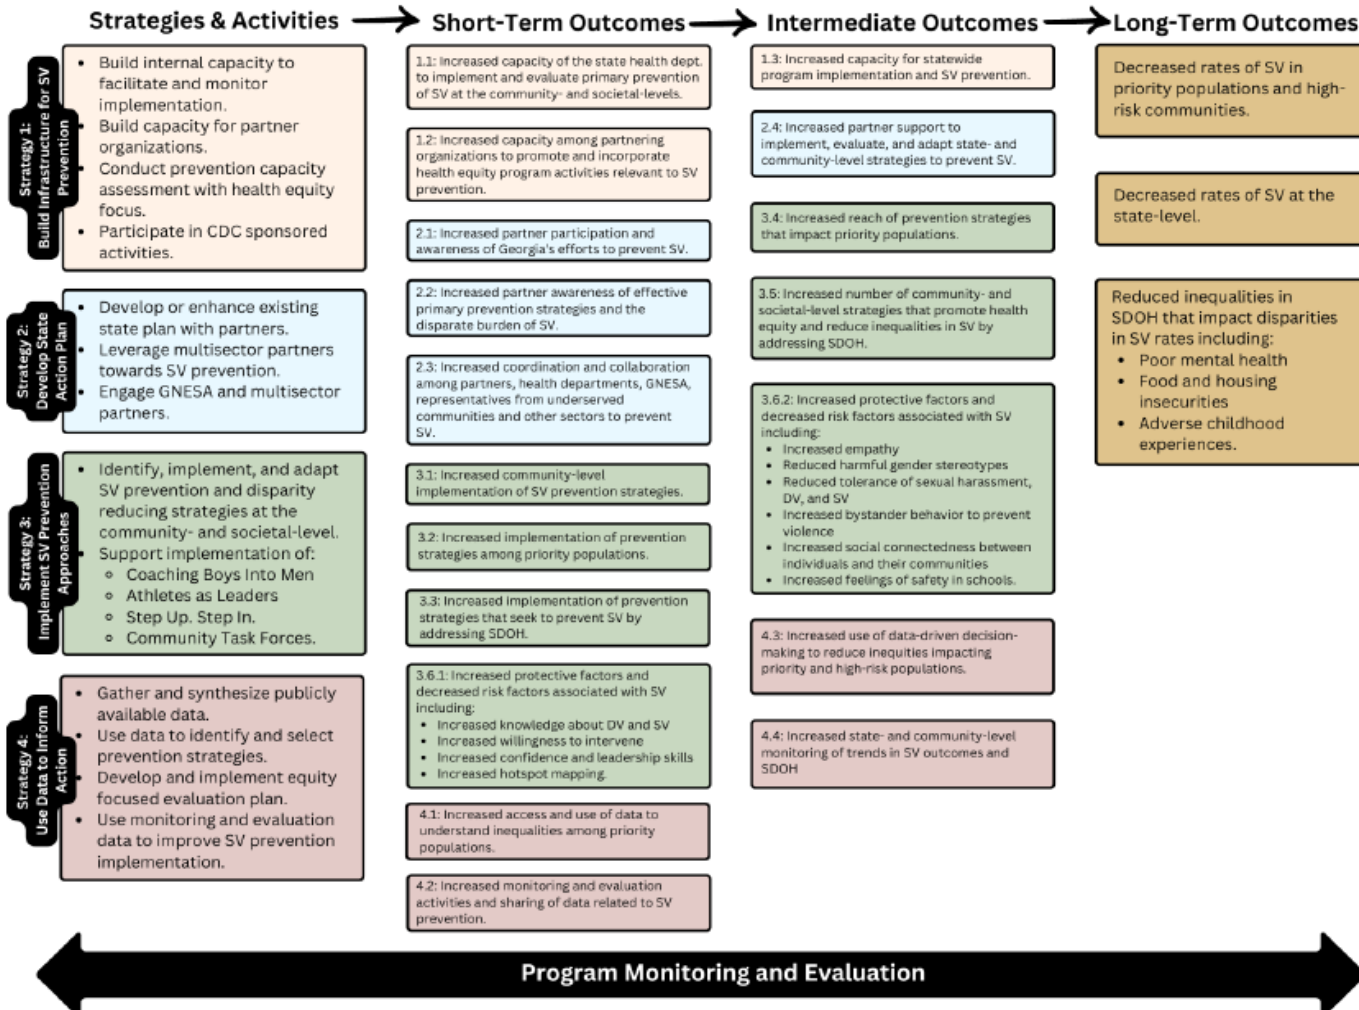 Strategies & Activities
Short-Term Outcomes
Intermediate Outcomes
Long-Term Outcomes
Strategy 1:
Build Infrastructure for SV
Prevention
• Build internal capacity to
facilitate and monitor
implementation.
• Build capacity for partner
organizations.
• Conduct prevention capacity
assessment with health equity
focus.
• Participate in CDC sponsored
activities.
Strategy 2:
Develop State
Action Plan
• Develop or enhance existing
state plan with partners.
• Leverage multisector partners
towards SV prevention.
• Engage GNESA and multisector
partners.
Strategy 3:
Implement SV Prevention
Approaches
• Identify, implement, and adapt
SV prevention and disparity
reducing strategies at the
community- and societal-level.
• Support implementation of:
◦ Coaching Boys Into Men
◦ Athletes as Leaders
◦ Step Up. Step In.
◦ Community Task Forces.
Strategy 4:
Use Data to Inform
Action
• Gather and synthesize publicly
available data.
• Use data to identify and select
prevention strategies.
• Develop and implement equity
focused evaluation plan.
• Use monitoring and evaluation
data to improve SV prevention
implementation.
1.1: Increased capacity of the state health dept.
to implement and evaluate primary prevention
of SV at the community- and societal-levels.
1.2: Increased capacity among partnering
organizations to promote and incorporate
health equity program activities relevant to SV
prevention.
2.1: Increased partner participation and
awareness of Georgia's efforts to prevent SV.
2.2: Increased partner awareness of effective
primary prevention strategies and the
disparate burden of SV.
2.3: Increased coordination and collaboration
among partners, health departments, GNESA,
representatives from underserved
communities and other sectors to prevent
SV.
3.1: Increased community-level
implementation of SV prevention strategies.
3.2: Increased implementation of prevention
strategies among priority populations.
3.3: Increased implementation of prevention
strategies that seek to prevent SV by
addressing SDOH.
3.6.1: Increased protective factors and
decreased risk factors associated with SV
including:
• Increased knowledge about DV and SV
• Increased willingness to intervene
• Increased confidence and leadership skills
• Increased hotspot mapping.
4.1: Increased access and use of data to
understand inequalities among priority
populations.
4.2: Increased monitoring and evaluation
activities and sharing of data related to SV
prevention.
1.3: Increased capacity for statewide
program implementation and SV prevention.
2.4: Increased partner support to
implement, evaluate, and adapt state- and
community-level strategies to prevent SV.
3.4: Increased reach of prevention strategies
that impact priority populations.
3.5: Increased number of community- and
societal-level strategies that promote health
equity and reduce inequalities in SV by
addressing SDOH.
3.6.2: Increased protective factors and
decreased risk factors associated with SV
including:
• Increased empathy
• Reduced harmful gender stereotypes
• Reduced tolerance of sexual harassment,
DV, and SV
• Increased bystander behavior to prevent
violence
• Increased social connectedness between
individuals and their communities
• Increased feelings of safety in schools.
4.3: Increased use of data-driven decision-
making to reduce inequities impacting
priority and high-risk populations.
4.4: Increased state- and community-level
monitoring of trends in SV outcomes and
SDOH
Decreased rates of SV in
priority populations and high-
risk communities.
Decreased rates of SV at the
state-level.
Reduced inequalities in
SDOH that impact disparities
in SV rates including:
• Poor mental health
• Food and housing
insecurities
• Adverse childhood
experiences.
Program Monitoring and Evaluation